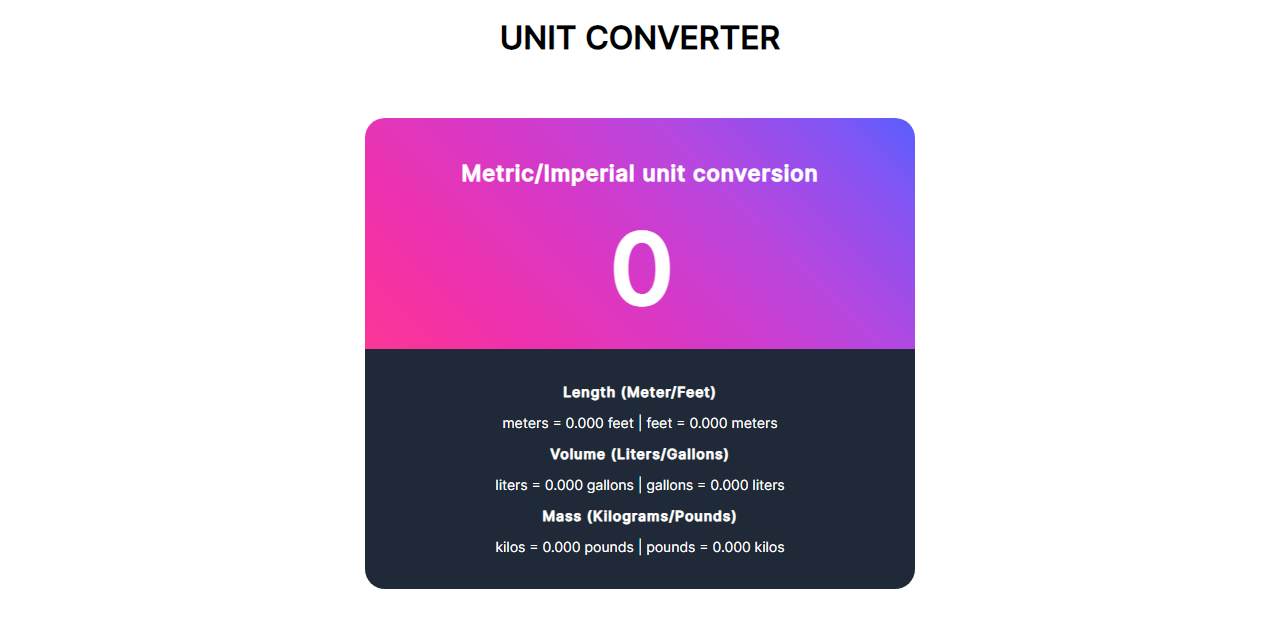 UNIT CONVERTER
Metric/Imperial unit conversion
0
Length (Meter/Feet)
meters = 0.000 feet | feet = 0.000 meters
Volume (Liters/Gallons)
liters = 0.000 gallons | gallons = 0.000 liters
Mass (Kilograms/Pounds)
kilos = 0.000 pounds | pounds = 0.000 kilos